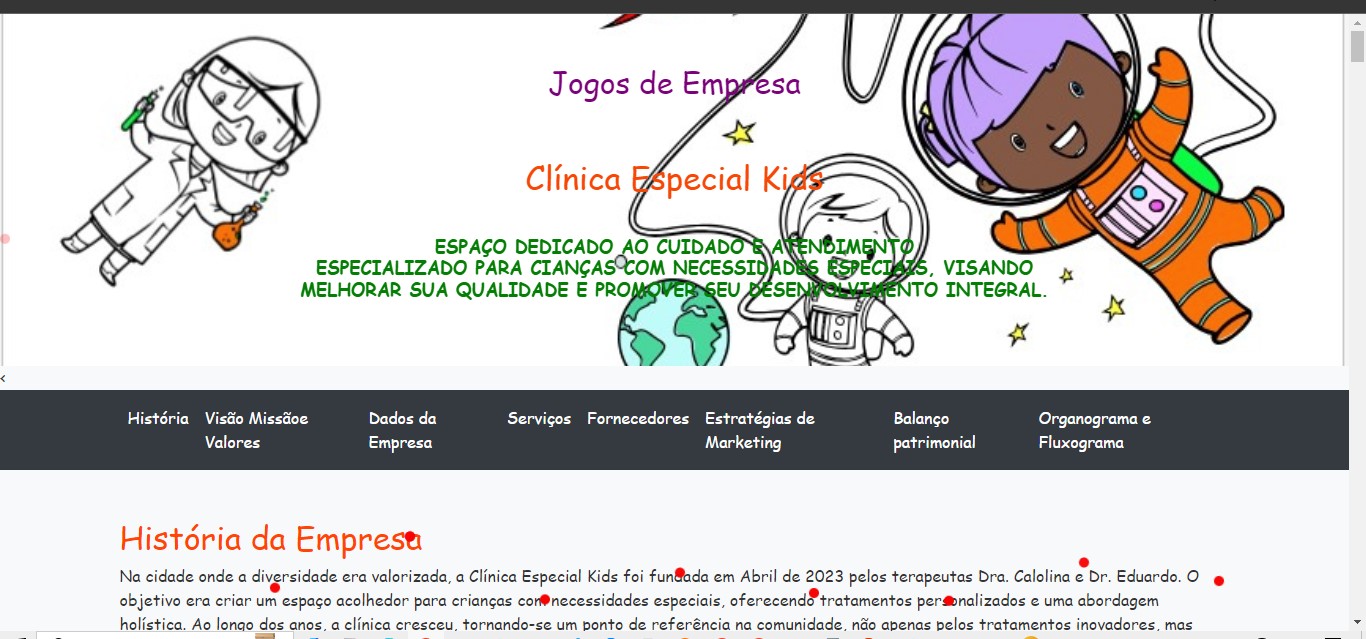 Jogos de Empresa
Clínica Especial Kids
ESPAÇO DEDICADO AO CUIDADO E ATENDIMENTO
ESPECIALIZADO PARA CIANÇAS COM NECESSIDADES ESPECIAIS, VISANDO
MELHORAR SUA QUALIDADE E PROMOVER SEU DESENVOLVIMENTO INTEGRAL.
<
História Visão Missãoe Dados da Serviços Fornecedores Estratégias de Balanço Organograma e
Valores Empresa Marketing patrimonial Fluxograma
História da Empresa
Na cidade onde a diversidade era valorizada, a Clínica Especial Kids foi fundada em Abril de 2023 pelos terapeutas Dra. Calolina e Dr. Eduardo. O
objetivo era criar um espaço acolhedor para crianças com necessidades especiais, oferecendo tratamentos personalizados e uma abordagem
holística. Ao longo dos anos, a clínica cresceu, tornando-se um ponto de referência na comunidade, não apenas pelos tratamentos inovadores, mas